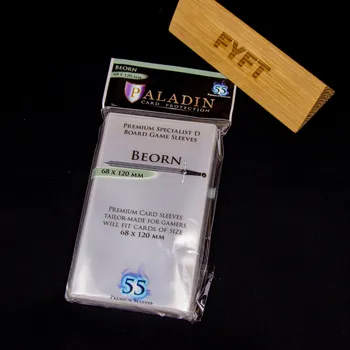 BEORN
68 X 120 MM
PALADIN
CARD PROTECTION
55
FYFT
PREMIUM SPECIALIST D
BOARD GAME SLEEVES
BEORN
68 X 120 MM
PREMIUM CARD SLEEVES
TAILOR-MADE FOR GAMERS
WILL FIT CARDS OF SIZE
68 X 120 MM
55
PREMIUM SLEEVES